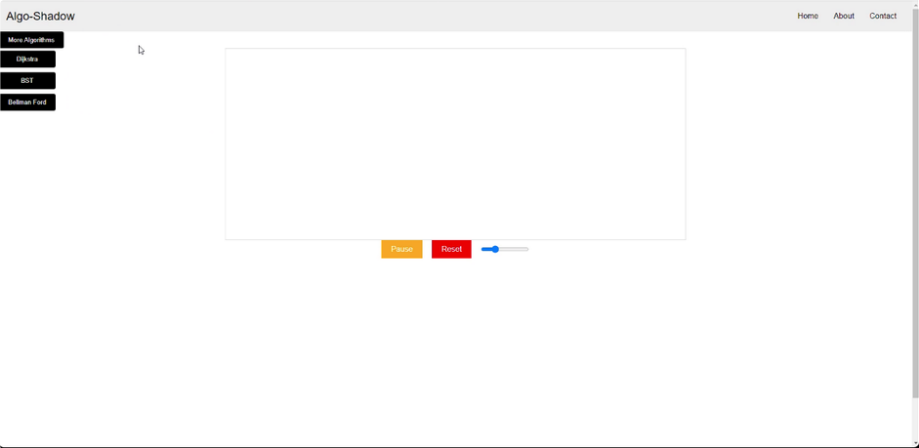 Algo-Shadow
Home About Contact
More Algorithms
Dijkstra
BST
Bellman Ford
Pause Reset